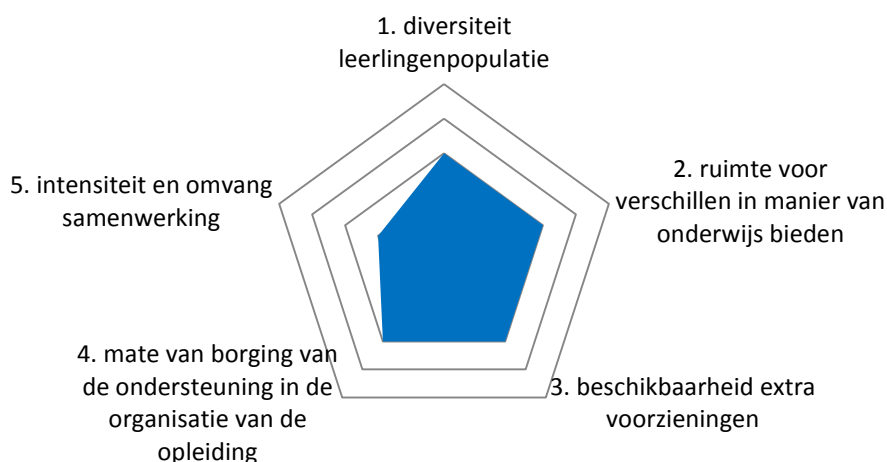 1. diversiteit
leerlingenpopulatie
2. ruimte voor
verschillen in manier van
onderwijs bieden
3. beschikbaarheid extra
voorzieningen
4. mate van borging van
de ondersteuning in de
organisatie van de
opleiding
5. intensiteit en omvang
samenwerking